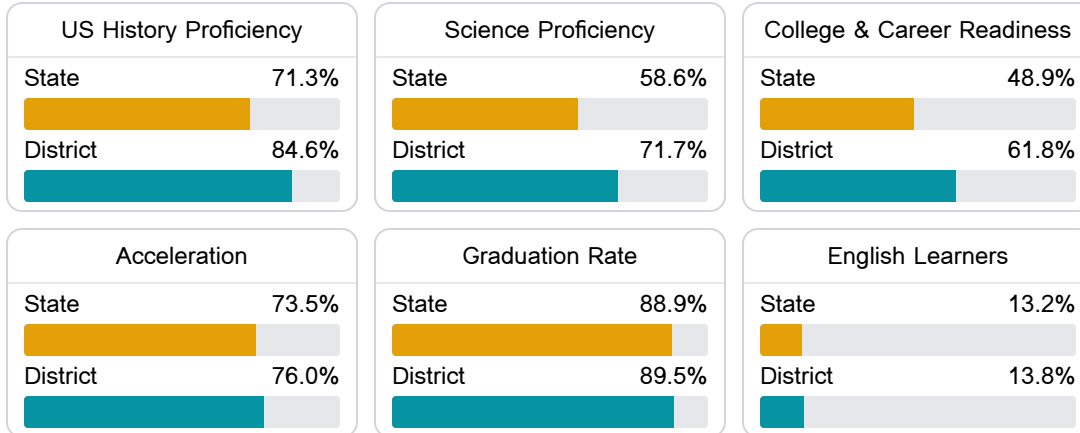 US History Proficiency
State 71.3%
District 84.6%
Science Proficiency
State 58.6%
District 71.7%
College & Career Readiness
State 48.9%
District 61.8%
Acceleration
State 73.5%
District 76.0%
Graduation Rate
State 88.9%
District 89.5%
English Learners
State 13.2%
District 13.8%